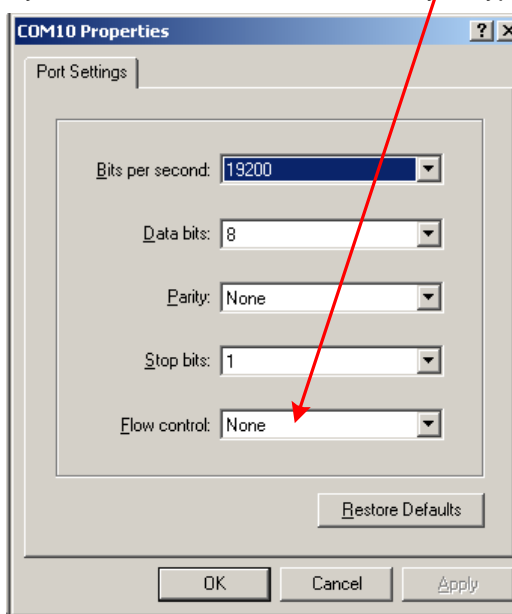 COM10 Properties
Port Settings
Bits per second: 19200
Data bits: 8
Parity: None
Stop bits: 1
Flow control: None
Restore Defaults
OK Cancel Apply